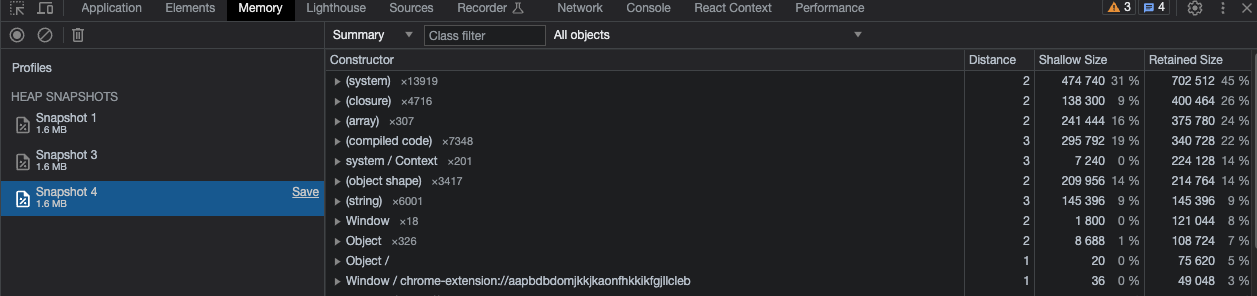 Application Elements Memory Lighthouse Sources Recorder Network Console React Context Performance 3 4
Summary Class filter All objects
Profiles
HEAP SNAPSHOTS
Snapshot 1
1.6 MB
Snapshot 3
1.6 MB
Snapshot 4 Save
1.6 MB
Constructor Distance Shallow Size Retained Size
(system) ×13919 2 474 740 31 % 702 512 45 %
(closure) ×4716 2 138 300 9 % 400 464 26 %
(array) ×307 2 241 444 16 % 375 780 24 %
(compiled code) ×7348 3 295 792 19 % 340 728 22 %
system / Context ×201 3 7 240 0 % 224 128 14 %
(object shape) ×3417 2 209 956 14 % 214 764 14 %
(string) ×6001 3 145 396 9 % 145 396 9 %
Window ×18 2 1 800 0 % 121 044 8 %
Object ×326 2 8 688 1 % 108 724 7 %
Object / 1 20 0 % 75 620 5 %
Window / chrome-extension://aapbdbdomjkkjkaonfhkkikfgjllcleb 1 36 0 % 49 048 3 %